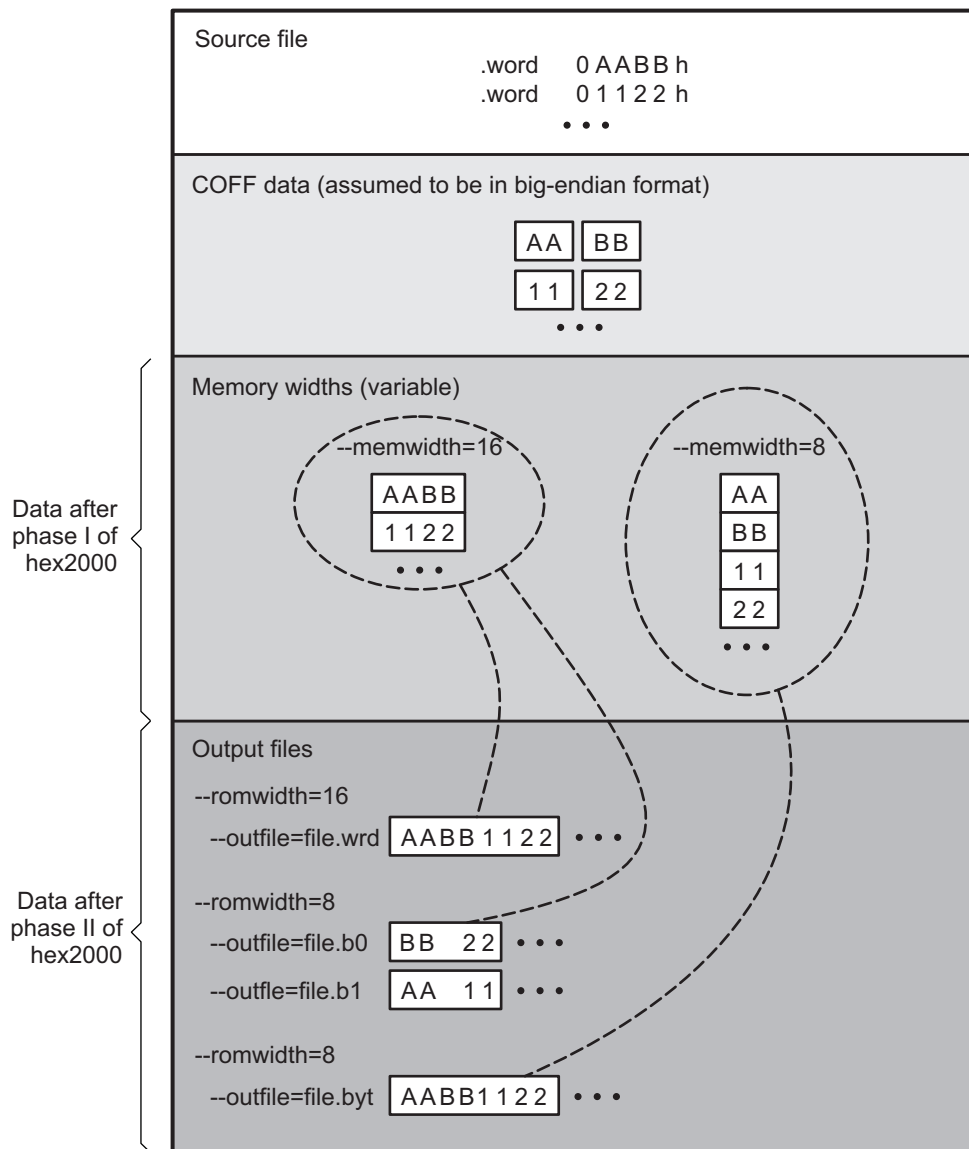 Source file
.word 0AABBh
.word 01122h
• • •
COFF data (assumed to be in big-endian format)
AA BB
11 22
• • •
Memory widths (variable)
--memwidth=16
AABB
1122
• • •
--memwidth=8
AA
BB
11
22
• • •
Data after
phase I of
hex2000
Output files
--romwidth=16
--outfile=file.wrd AABB1122 • • •
--romwidth=8
--outfile=file.b0 BB 22 • • •
--outfle=file.b1 AA 11 • • •
--romwidth=8
--outfile=file.byt AABB1122 • • •
Data after
phase II of
hex2000